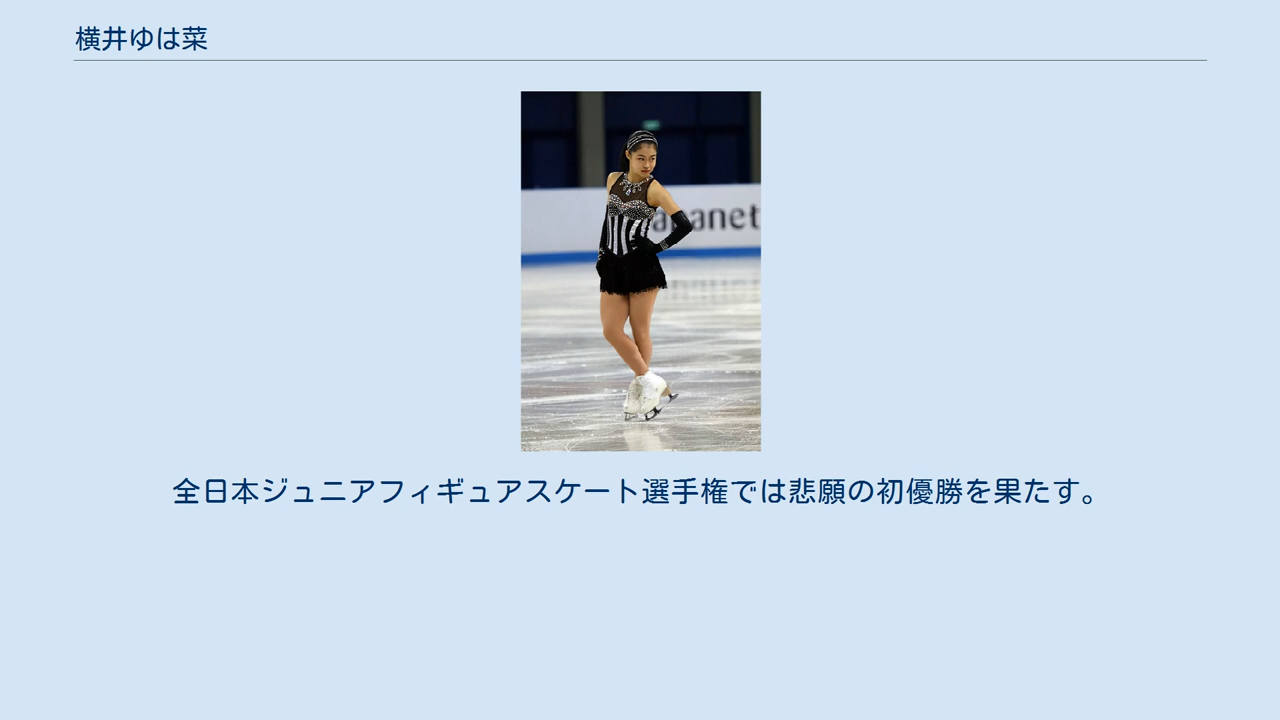 横井ゆは菜
apanet
全日本ジュニアフィギュアスケート選手権では悲願の初優勝を果たす。